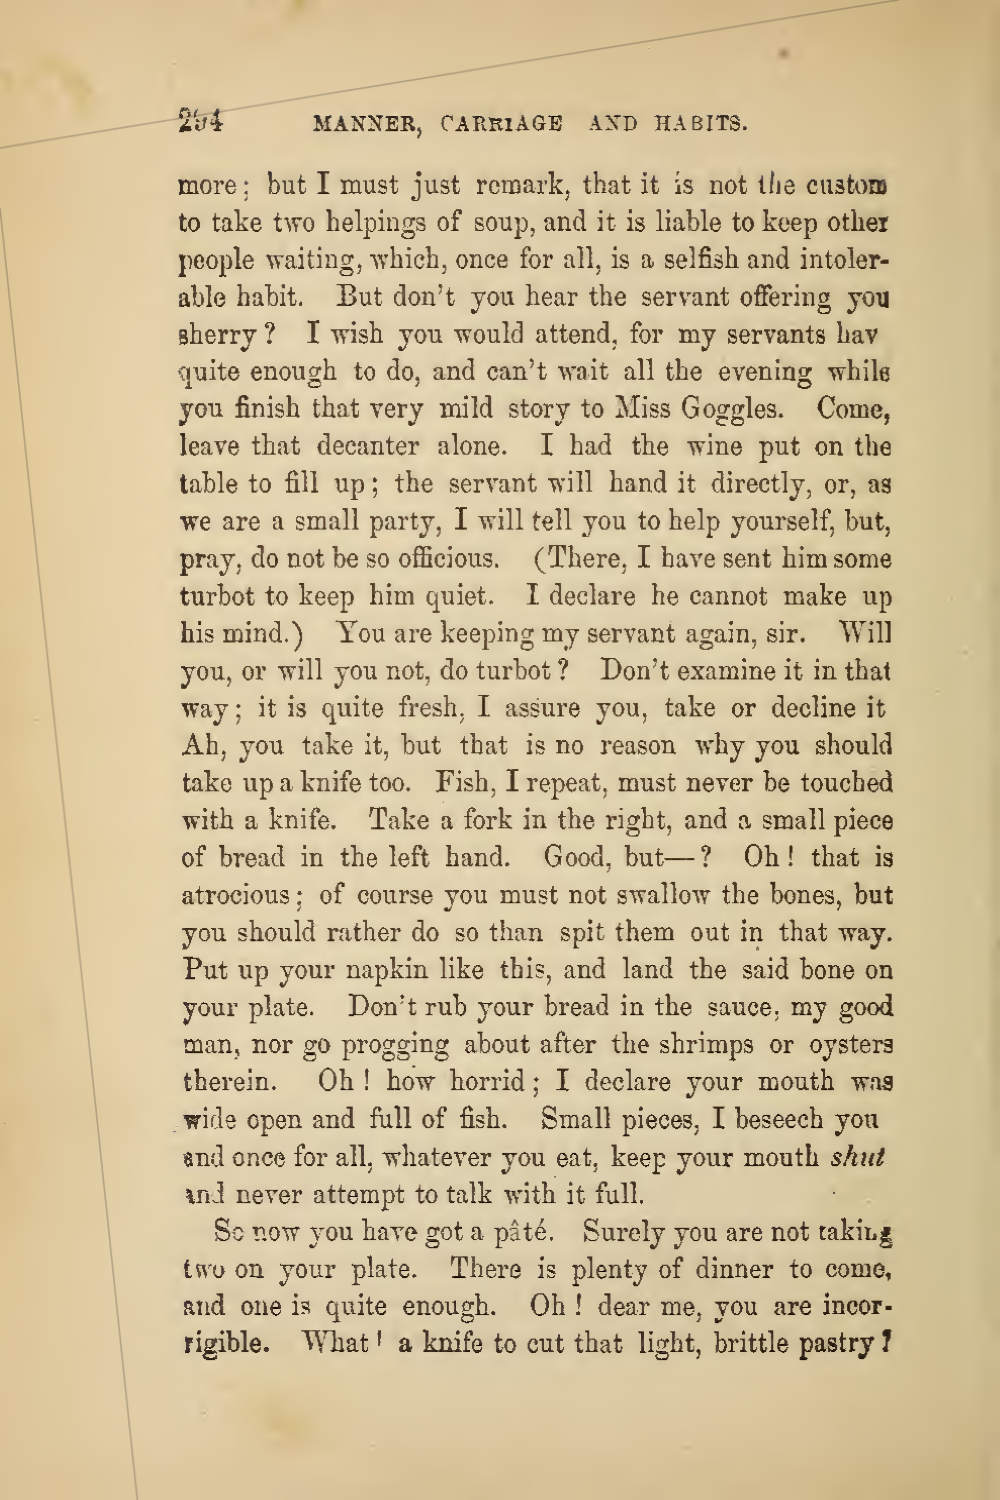 294 MANNER, CARRIAGE AND HABITS.
more; but I must just remark, that it is not the custom
to take two helpings of soup, and it is liable to keep other
people waiting, which, once for all, is a selfish and intoler-
able habit. But don't you hear the servant offering you
sherry? I wish you would attend, for my servants hav
quite enough to do, and can't wait all the evening while
you finish that very mild story to Miss Goggles. Come,
leave that decanter alone. I had the wine put on the
table to fill up; the servant will hand it directly, or, as
we are a small party, I will tell you to help yourself, but,
pray, do not be so officious. (There, I have sent him some
turbot to keep him quiet. I declare he cannot make up
his mind.) You are keeping my servant again, sir. Will
you, or will you not, do turbot? Don't examine it in that
way; it is quite fresh, I assure you, take or decline it
Ah, you take it, but that is no reason why you should
take up a knife too. Fish, I repeat, must never be touched
with a knife. Take a fork in the right, and a small piece
of bread in the left hand. Good, but—? Oh! that is
atrocious; of course you must not swallow the bones, but
you should rather do so than spit them out in that way.
Put up your napkin like this, and land the said bone on
your plate. Don't rub your bread in the sauce, my good
man, nor go progging about after the shrimps or oysters
therein. Oh! how horrid; I declare your mouth was
wide open and full of fish. Small pieces, I beseech you
and once for all, whatever you eat, keep your mouth shut
and never attempt to talk with it full.
So now you have got a pâté. Surely you are not taking
two on your plate. There is plenty of dinner to come,
and one is quite enough. Oh! dear me, you are incor-
rigible. What! a knife to cut that light, brittle pastry?